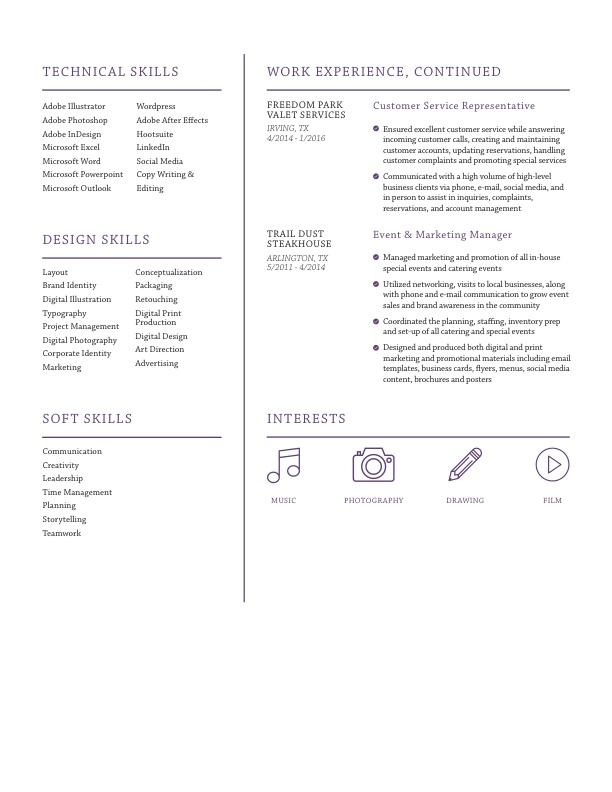 TECHNICAL SKILLS
Adobe Illustrator
Adobe Photoshop
Adobe InDesign
Microsoft Excel
Microsoft Word
Microsoft Powerpoint
Microsoft Outlook
Wordpress
Adobe After Effects
Hootsuite
LinkedIn
Social Media
Copy Writing &
Editing
DESIGN SKILLS
Layout
Brand Identity
Digital Illustration
Typography
Project Management
Digital Photography
Corporate Identity
Marketing
Conceptualization
Packaging
Retouching
Digital Print
Production
Digital Design
Art Direction
Advertising
SOFT SKILLS
Communication
Creativity
Leadership
Time Management
Planning
Storytelling
Teamwork
WORK EXPERIENCE, CONTINUED
FREEDOM PARK
VALET SERVICES
IRVING, TX
4/2014 - 1/2016
Customer Service Representative
Ensured excellent customer service while answering
incoming customer calls, creating and maintaining
customer accounts, updating reservations, handling
customer complaints and promoting special services
Communicated with a high volume of high-level
business clients via phone, e-mail, social media, and
in person to assist in inquiries, complaints,
reservations, and account management
TRAIL DUST
STEAKHOUSE
ARLINGTON, TX
5/2011 - 4/2014
Event & Marketing Manager
Managed marketing and promotion of all in-house
special events and catering events
Utilized networking, visits to local businesses, along
with phone and e-mail communication to grow event
sales and brand awareness in the community
Coordinated the planning, staffing, inventory prep
and set-up of all catering and special events
Designed and produced both digital and print
marketing and promotional materials including email
templates, business cards, flyers, menus, social media
content, brochures and posters
INTERESTS
MUSIC
PHOTOGRAPHY
DRAWING
FILM